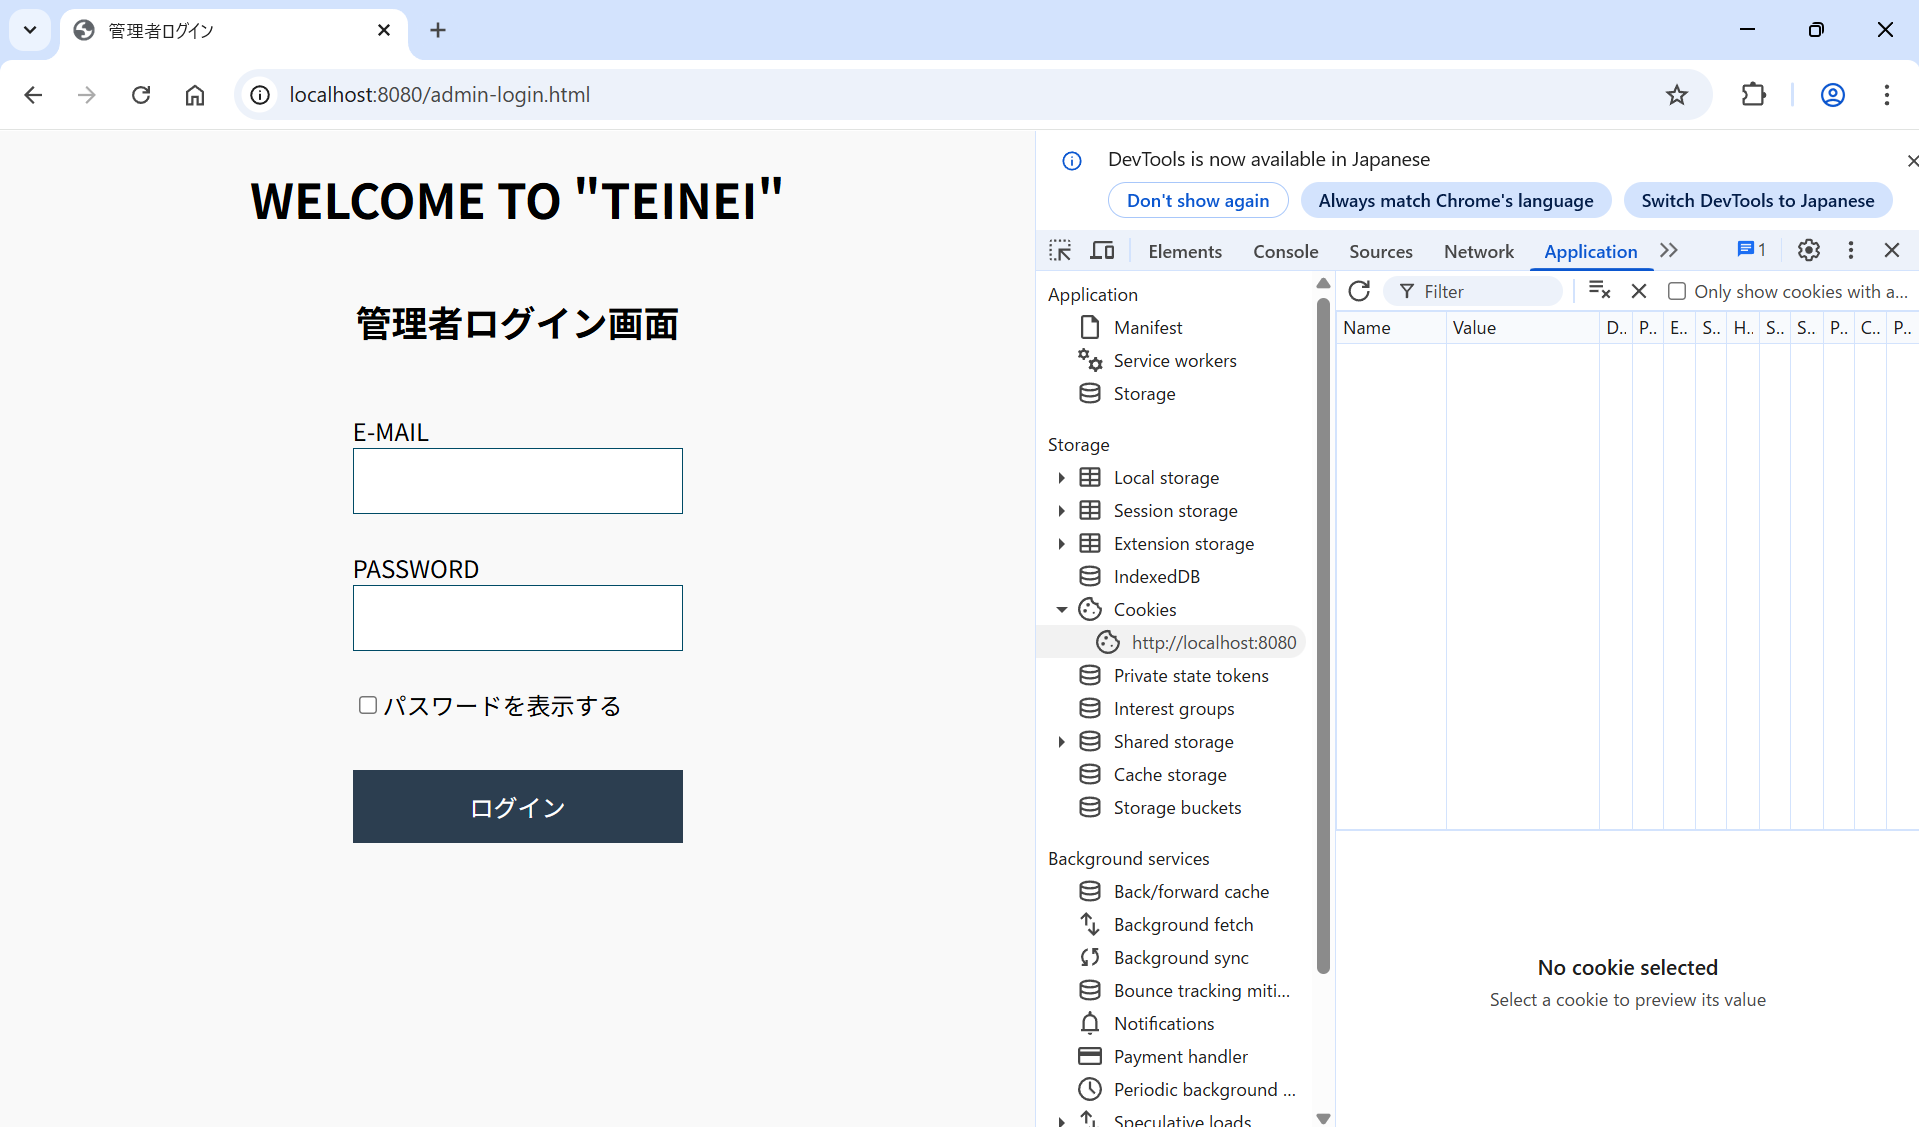 管理者ログイン
localhost:8080/admin-login.html
WELCOME TO "TEINEI"
管理者ログイン画面
E-MAIL
PASSWORD
パスワードを表示する
ログイン
DevTools is now available in Japanese
Don't show again
Always match Chrome's language
Switch DevTools to Japanese
Elements
Console
Sources
Network
Application
1
Application
Manifest
Service workers
Storage
Storage
Local storage
Session storage
Extension storage
IndexedDB
Cookies
http://localhost:8080
Private state tokens
Interest groups
Shared storage
Cache storage
Storage buckets
Background services
Back/forward cache
Background fetch
Background sync
Bounce tracking miti...
Notifications
Payment handler
Periodic background ...
Speculative loads
Filter
Only show cookies with a...
Name Value D.. P.. E.. S.. H.. S.. S.. P.. C.. P..
No cookie selected
Select a cookie to preview its value